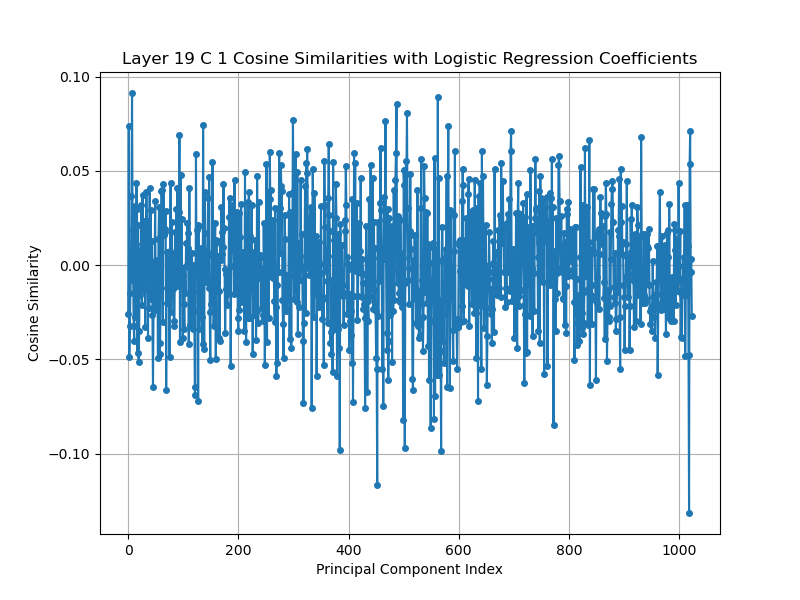 Layer 19 C 1 Cosine Similarities with Logistic Regression Coefficients
0.10
0.05
0.00
−0.05
−0.10
Cosine Similarity
0 200 400 600 800 1000
Principal Component Index